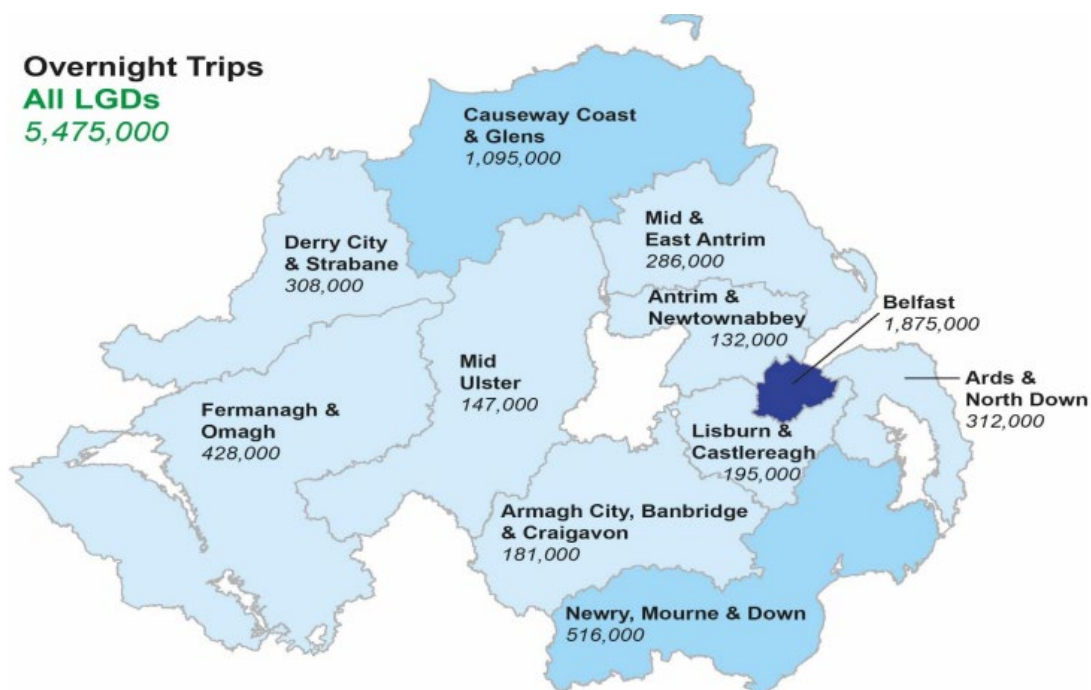 Overnight Trips
All LGDs
5,475,000
Causeway Coast
& Glens
1,095,000
Mid &
East Antrim
286,000
Derry City
& Strabane
308,000
Antrim &
Newtownabbey
132,000
Belfast
1,875,000
Mid
Ulster
147,000
Ards &
North Down
312,000
Fermanagh &
Omagh
428,000
Lisburn &
Castlereagh
195,000
Armagh City, Banbridge
& Craigavon
181,000
Newry, Mourne & Down
516,000